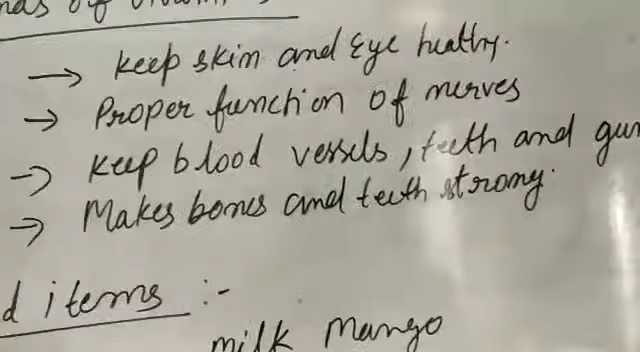 → Keep skin and Eye healthy.
→ Proper function of nerves
→ Keep blood vessels, teeth and gum
→ Makes bones and teeth strong.
d items :-
milk mango